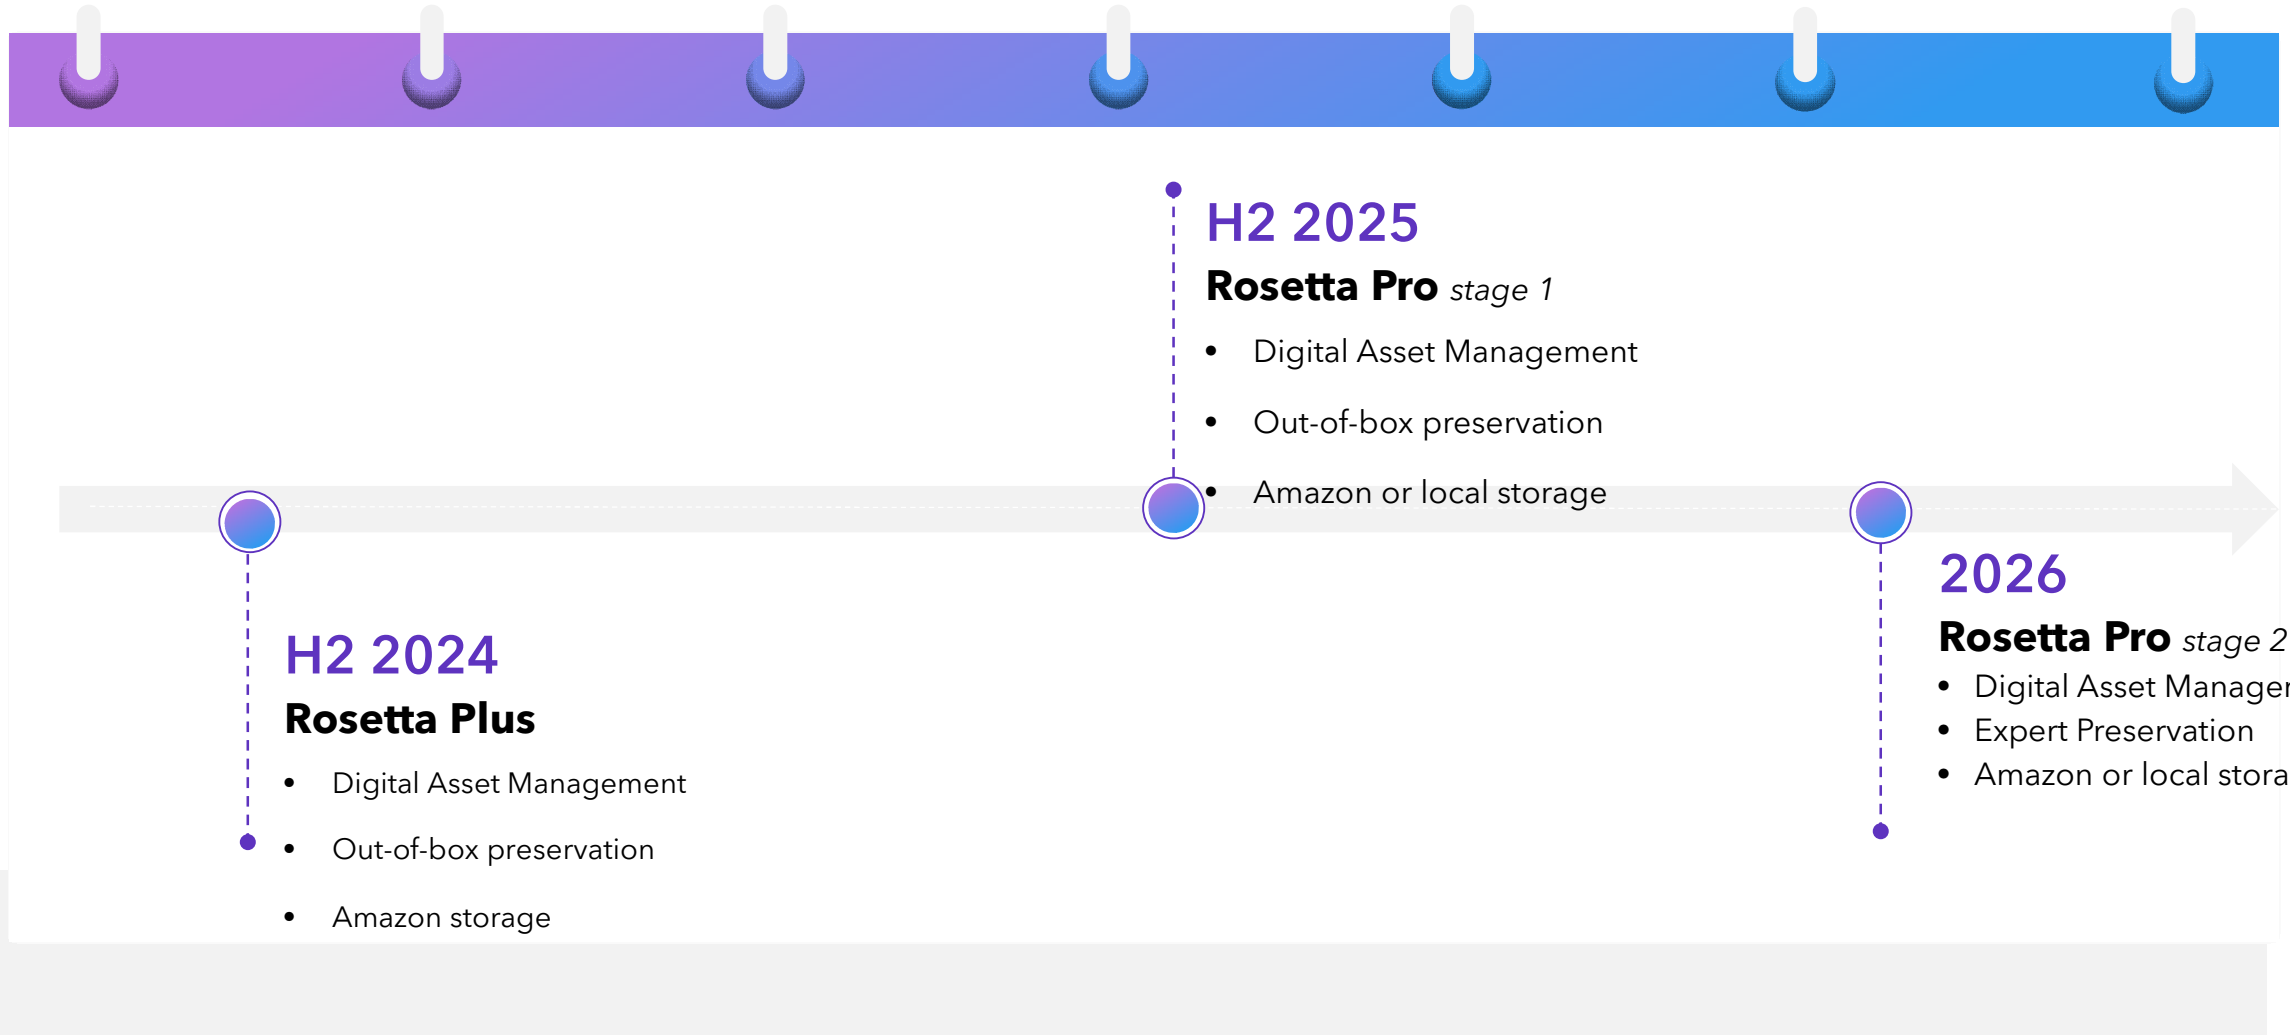 H2 2025
Rosetta Pro stage 1
• Digital Asset Management
• Out-of-box preservation
• Amazon or local storage
2026
Rosetta Pro stage 2
• Digital Asset
• Expert Preservation
• Amazon or local
H2 2024
Rosetta Plus
• Digital Asset Management
• Out-of-box preservation
• Amazon storage